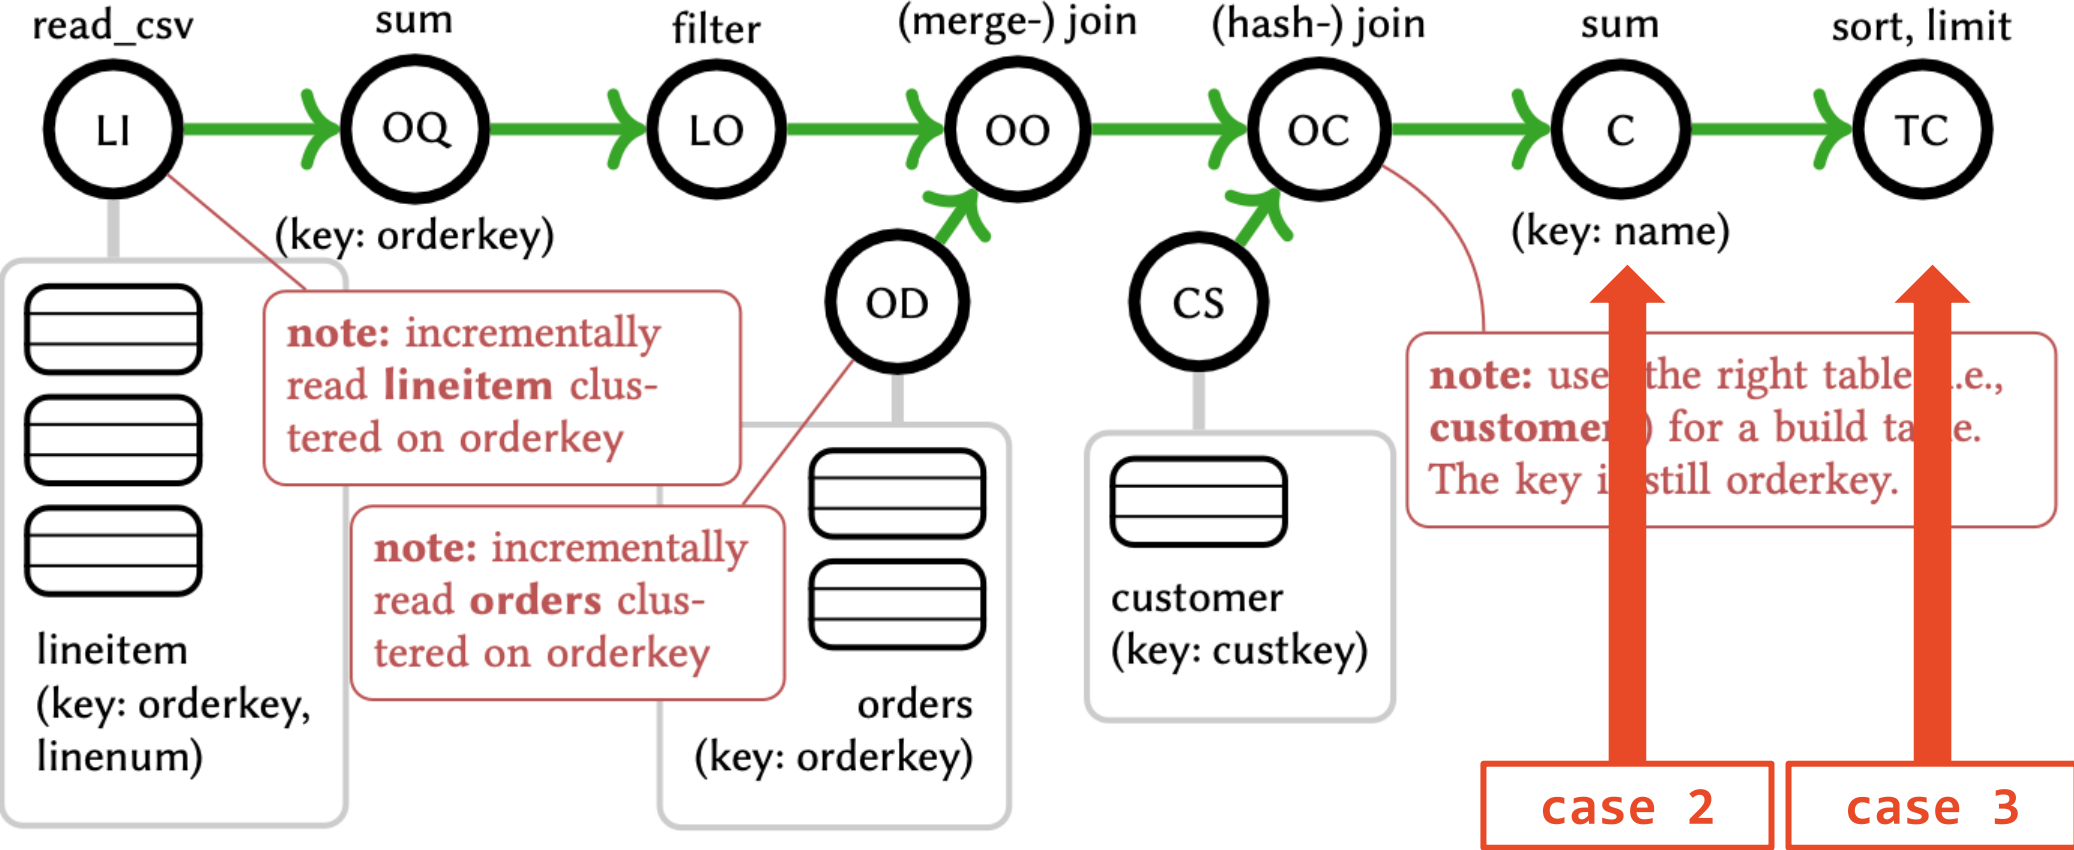 read_csv
sum
filter
(merge-) join
(hash-) join
sum
sort, limit
LI
OQ
LO
OO
OC
C
TC
(key: orderkey)
(key: name)
OD
CS
note: incrementally
read lineitem clus-
tered on orderkey
note: incrementally
read orders clus-
tered on orderkey
note: use the right table .e.,
customer) for a build
The key still orderkey.
lineitem
(key: orderkey,
linenum)
orders
(key: orderkey)
customer
(key: custkey)
case 2
case 3